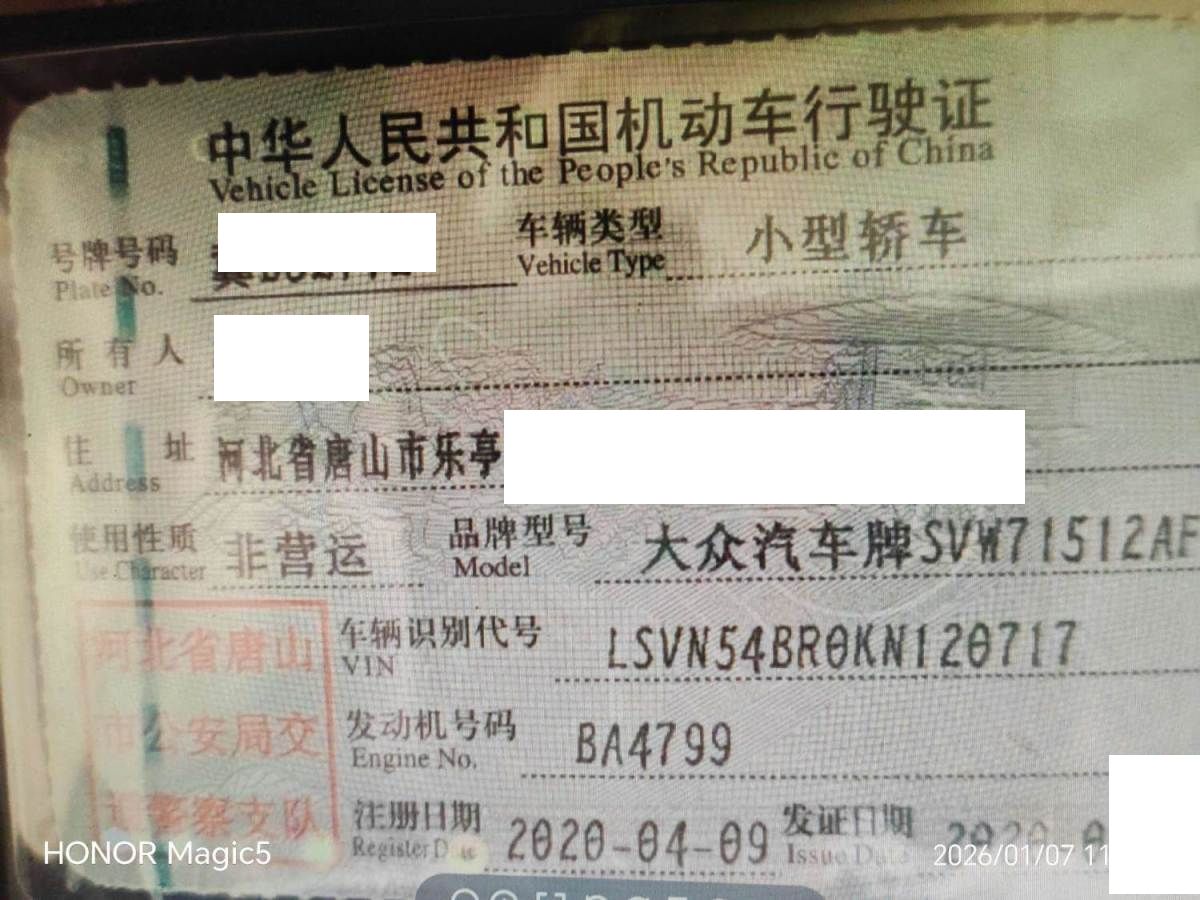 中华人民共和国机动车行驶证
Vehicle License of the People's Republic of China
号牌号码 车辆类型 小型轿车
Plate No. Vehicle Type
所有人
Owner
住址 河北省唐山市乐亭
Address
使用性质 非营运 品牌型号 大众汽车牌SVW71512AF
Use Character Model
河北省唐山
市公安局交
通警察支队
车辆识别代号 LSVN54BR0KN120717
VIN
发动机号码 BA4799
Engine No.
注册日期 2020-04-09 发证日期 2020
Register Date Issue Date
HONOR Magic5 2026/01/07 11